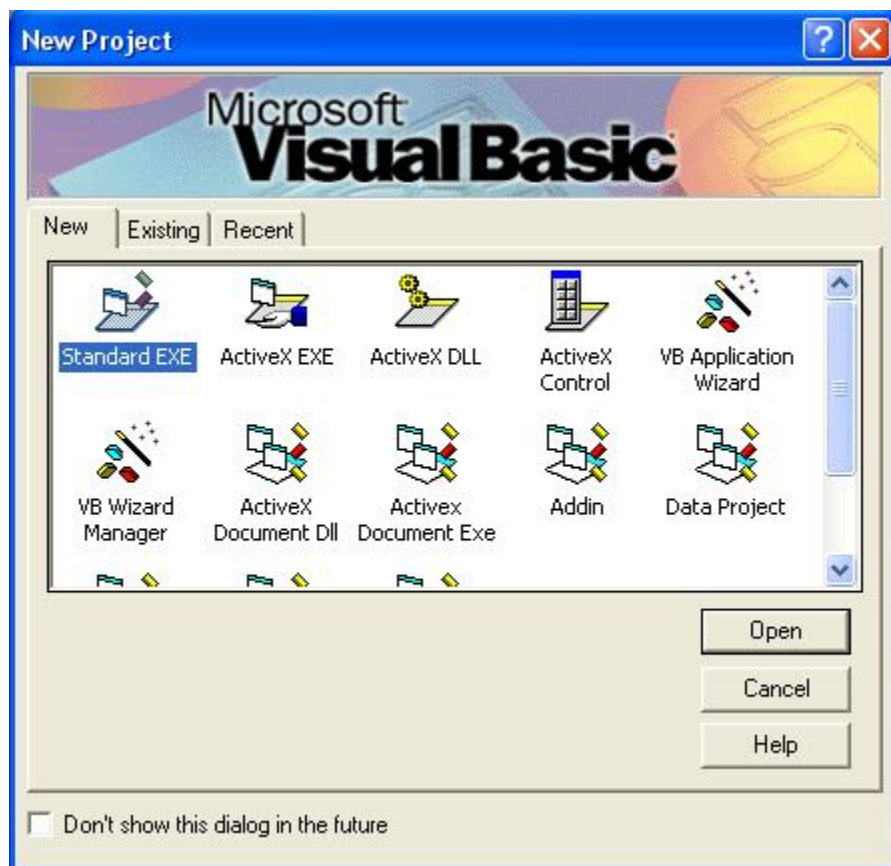 New Project
Microsoft
Visual Basic
New Existing Recent
Standard EXE ActiveX EXE ActiveX DLL ActiveX Control VB Application Wizard
VB Wizard Manager ActiveX Document Dll Activex Document Exe Addin Data Project
Open
Cancel
Help
Don't show this dialog in the future